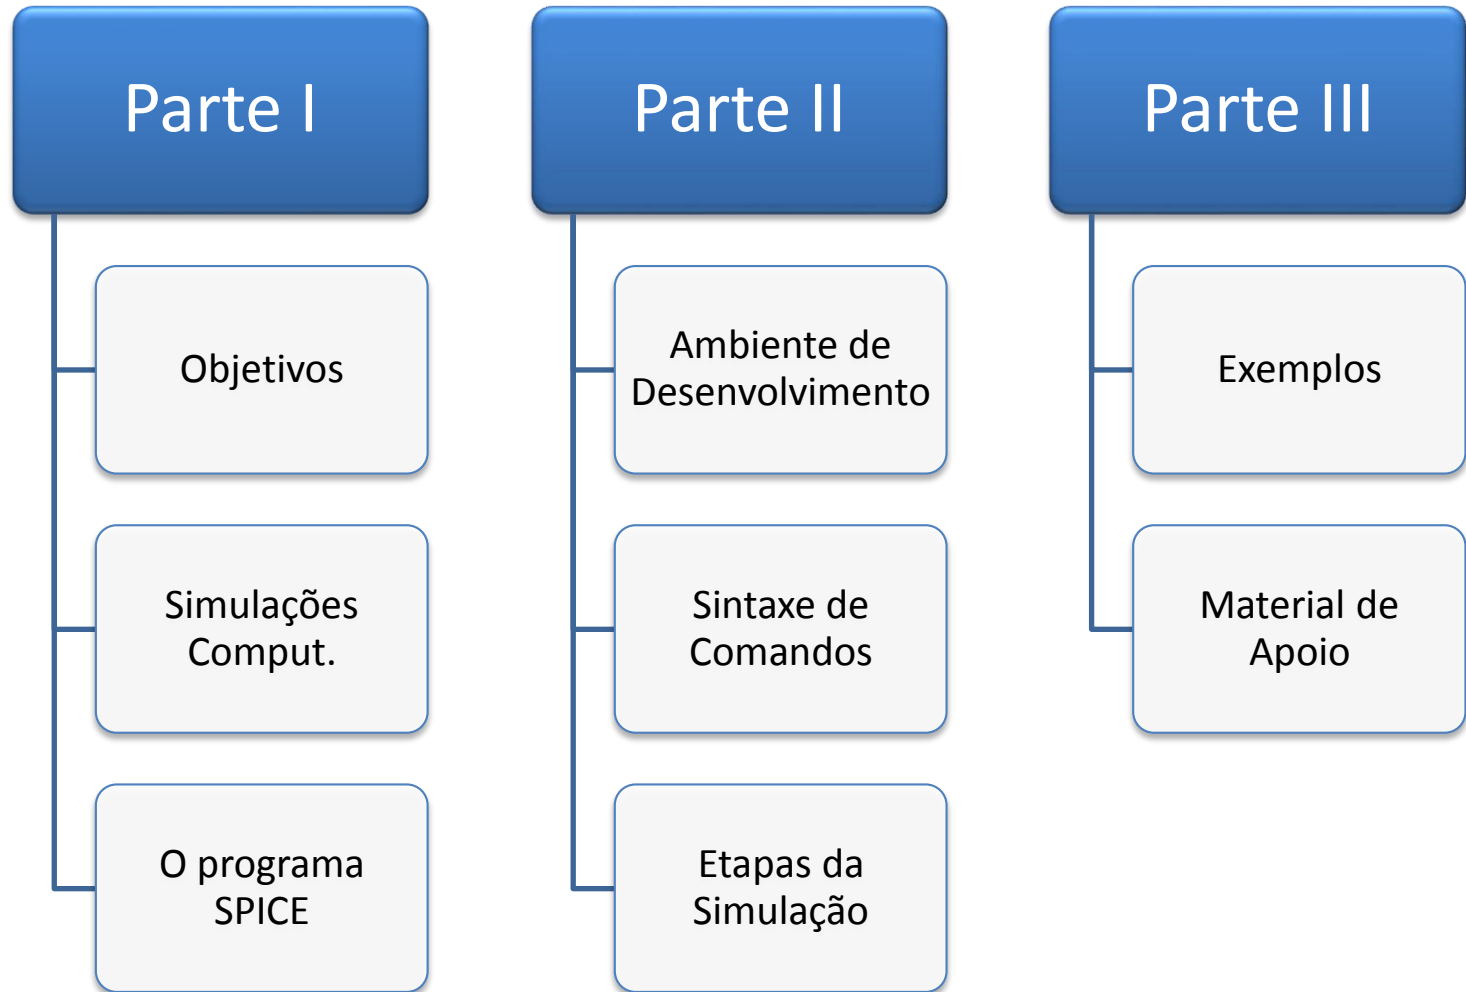 Parte I
Objetivos
Simulações
Comput.
O programa
SPICE
Parte II
Ambiente de
Desenvolvimento
Sintaxe de
Comandos
Etapas da
Simulação
Parte III
Exemplos
Material de
Apoio